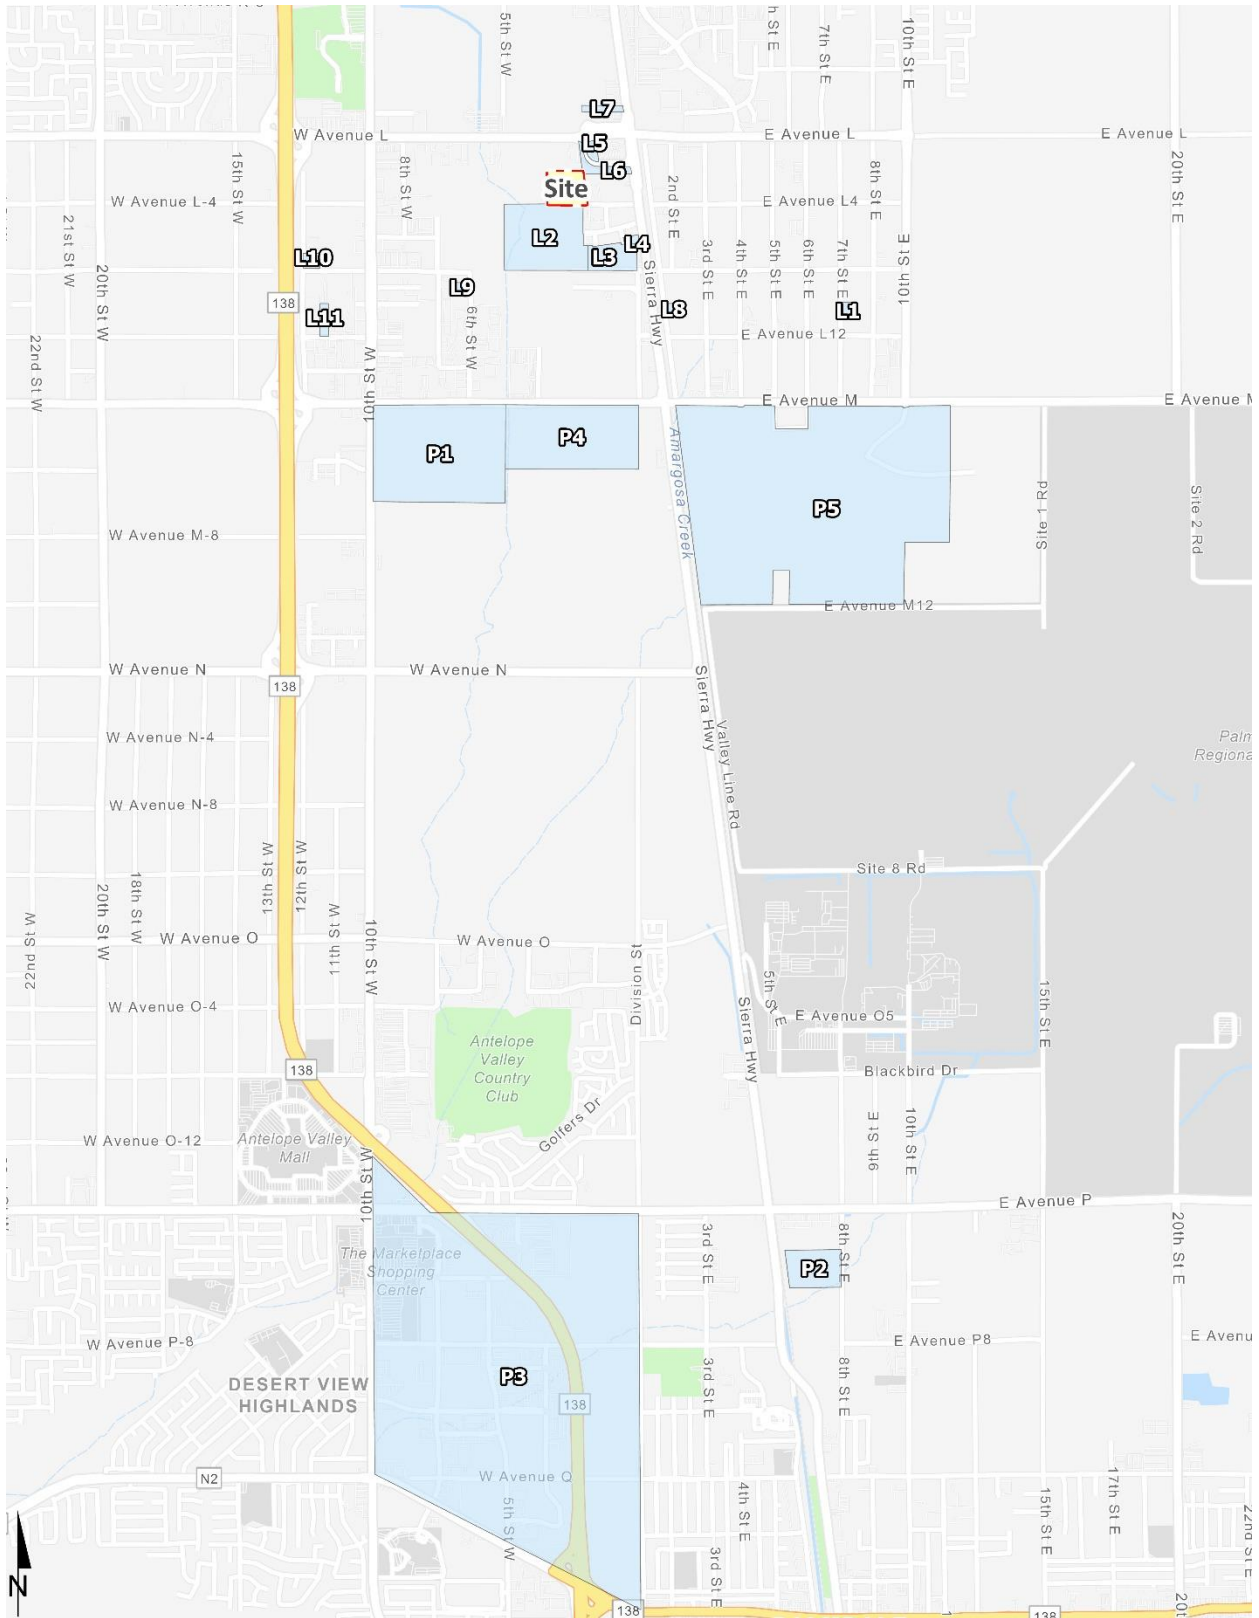 5th St W
7th St E
10th St E
L7
W Avenue L
E Avenue L
E Avenue L
L5
L6
15th St W
8th St W
8th St E
20th St E
Site
2nd St E
W Avenue L-4
E Avenue L4
21st St W
L2
L3
L4
L10
20th St W
3rd St E
4th St E
5th St E
6th St E
7th St E
10th St E
Sierra Hwy
138
L9
L11
6th St W
L8
L1
E Avenue L12
22nd St W
10th St W
E Avenue M
E Avenue M
P1
P4
Amargosa Creek
P5
Site 1 Rd
Site 2 Rd
W Avenue M-8
E Avenue M12
W Avenue N
W Avenue N
138
Sierra Hwy
Valley Line Rd
W Avenue N-4
Palm
Regiona
W Avenue N-8
13th St W
12th St W
Site 8 Rd
20th St W
18th St W
11th St W
10th St W
22nd St W
W Avenue O
W Avenue O
Division St
5th St E
W Avenue O-4
E Avenue O5
15th St E
Sierra Hwy
Antelope
Valley
Country
Club
138
Blackbird Dr
Golfers Dr
9th St E
10th St E
W Avenue O-12
Antelope Valley
Mall
10th St W
E Avenue P
3rd St E
8th St E
20th St E
The Marketplace
Shopping
Center
P2
W Avenue P-8
E Avenue P8
E Avenu
P3
DESERT VIEW
HIGHLANDS
3rd St E
8th St E
138
N2
W Avenue Q
5th St W
4th St E
15th St E
17th St E
22nd St E
3rd St E
N
138
138
20t